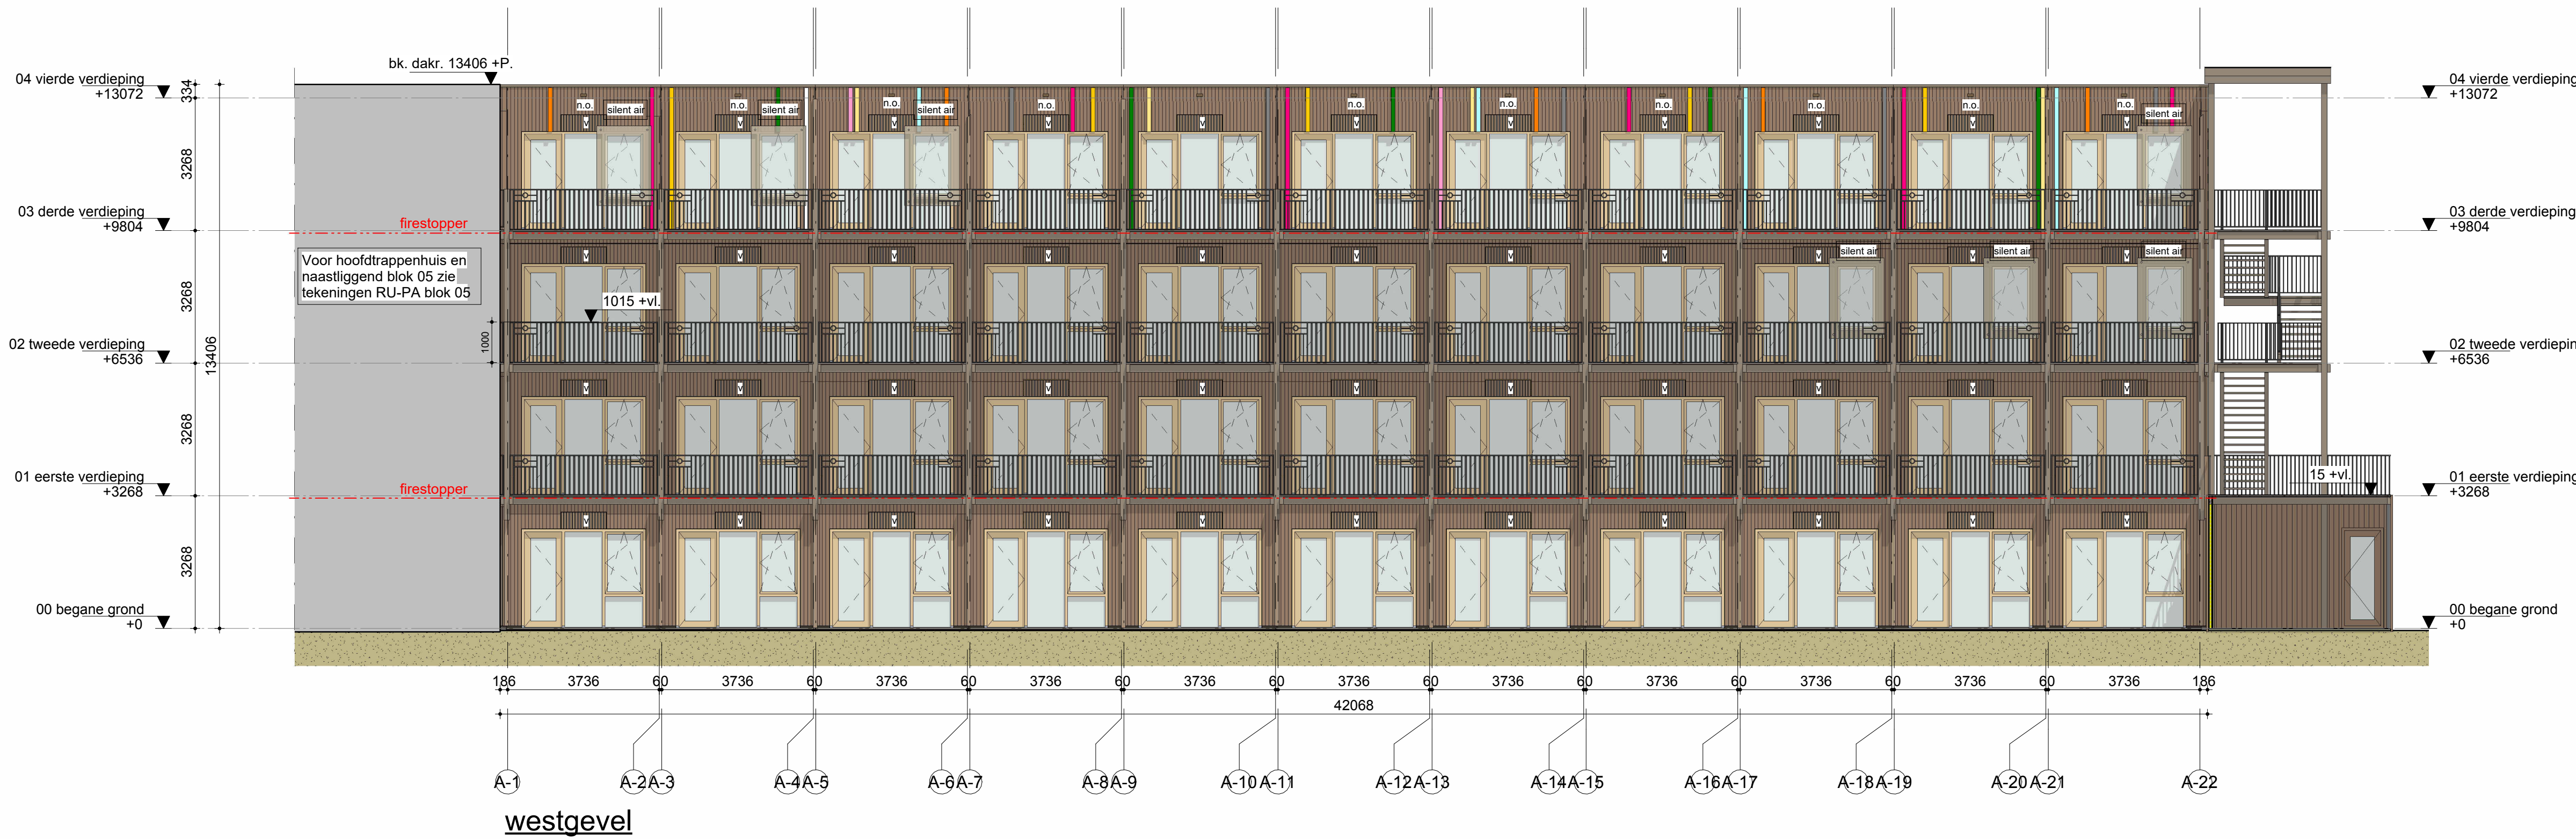 bk. dakr. 13406 +P.
04 vierde verdieping
+13072
334
04 vierde verdieping
+13072
n.o. silent air n.o. silent air n.o. silent air n.o. n.o. n.o. n.o. n.o. n.o. n.o. silent air
V V V V V V V V V V V
3268
03 derde verdieping
+9804
firestopper
03 derde verdieping
+9804
V V V V V V V V silent air V silent air V silent air V
Voor hoofdtrappenhuis en
naastliggend blok 05 zie
tekeningen RU-PA blok 05
3268
1015 +vl.
1000
13406
02 tweede verdieping
+6536
02 tweede verdieping
+6536
V V V V V V V V V V V
3268
01 eerste verdieping
+3268
firestopper
15 +vl.
01 eerste verdieping
+3268
V V V V V V V V V V V
3268
00 begane grond
+0
00 begane grond
+0
186 3736 60 3736 60 3736 60 3736 60 3736 60 3736 60 3736 60 3736 60 3736 60 3736 60 3736 186
42068
A-1 A-2 A-3 A-4 A-5 A-6 A-7 A-8 A-9 A-10 A-11 A-12 A-13 A-14 A-15 A-16 A-17 A-18 A-19 A-20 A-21 A-22
westgevel